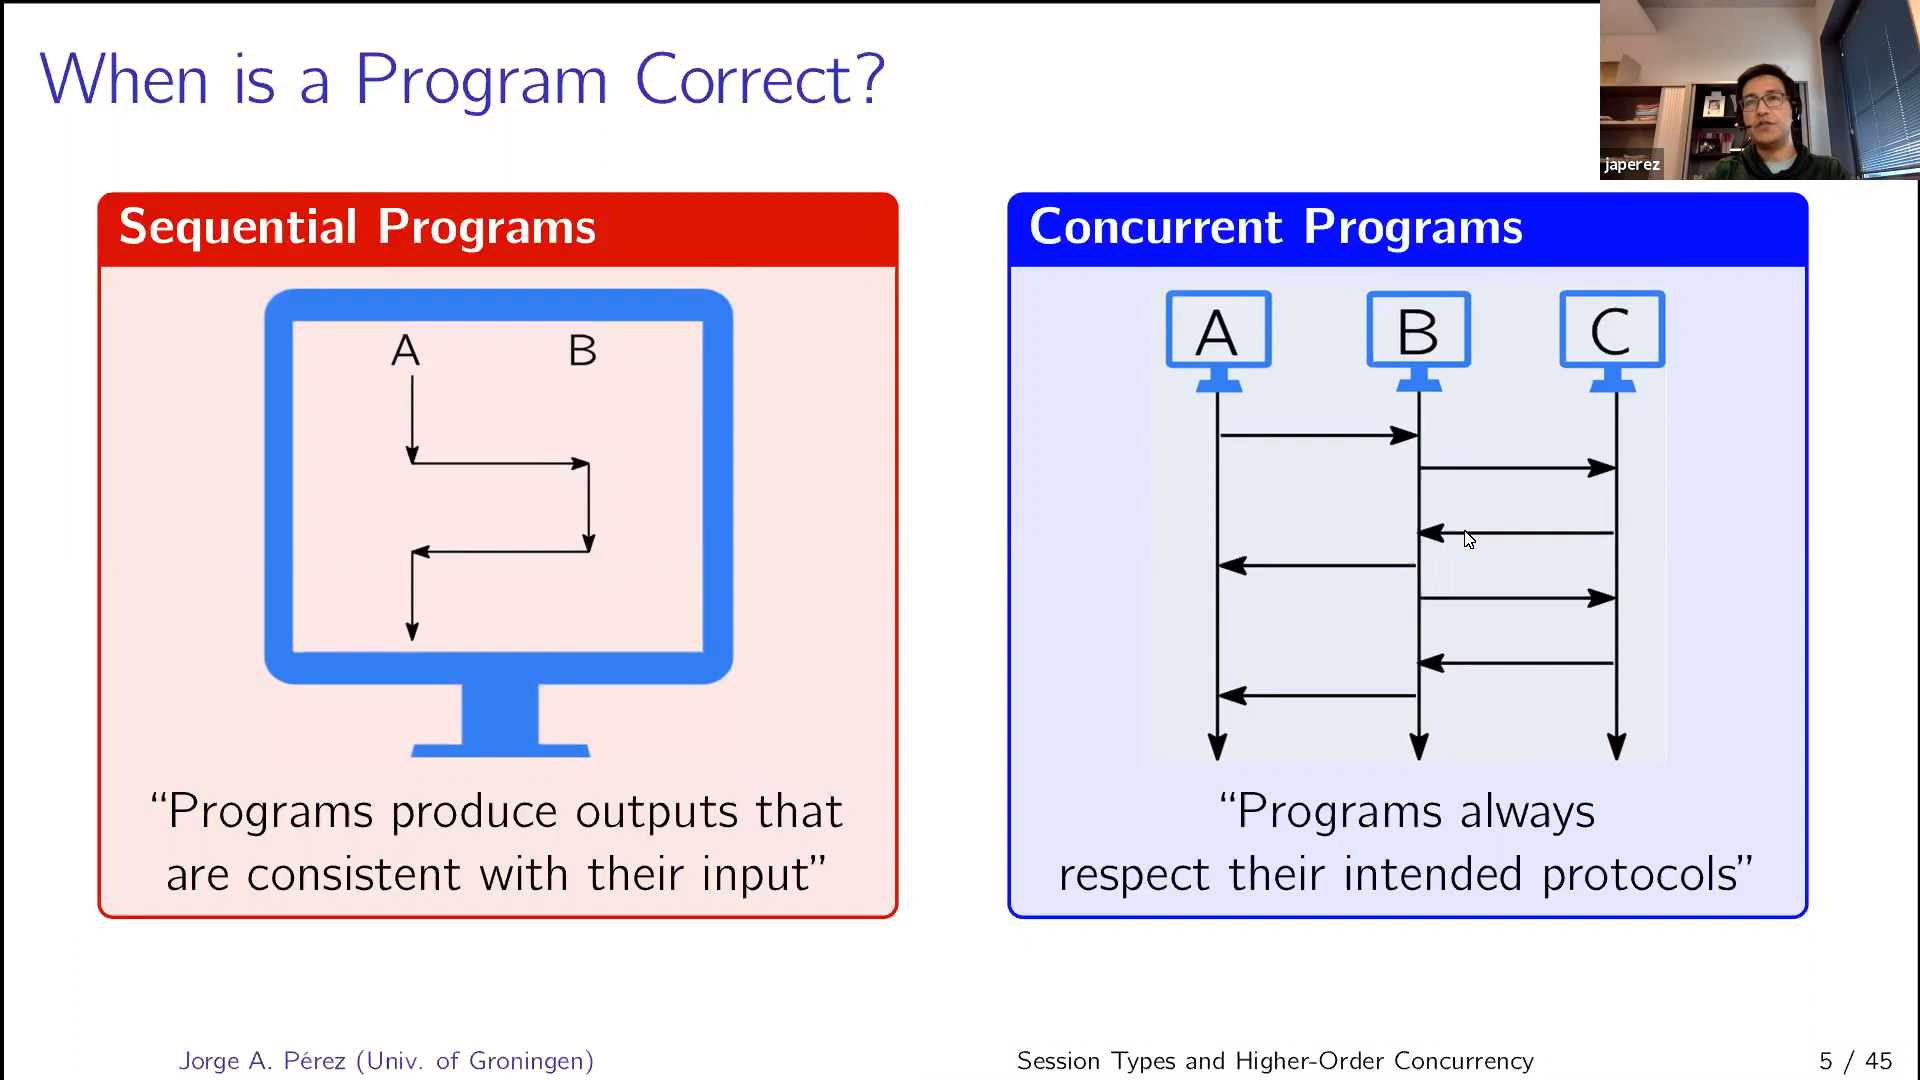 When is a Program Correct?
japerez
Sequential Programs
A B
“Programs produce outputs that
are consistent with their input”
Concurrent Programs
A B C
“Programs always
respect their intended protocols”
Jorge A. Pérez (Univ. of Groningen)
Session Types and Higher-Order Concurrency
5 / 45